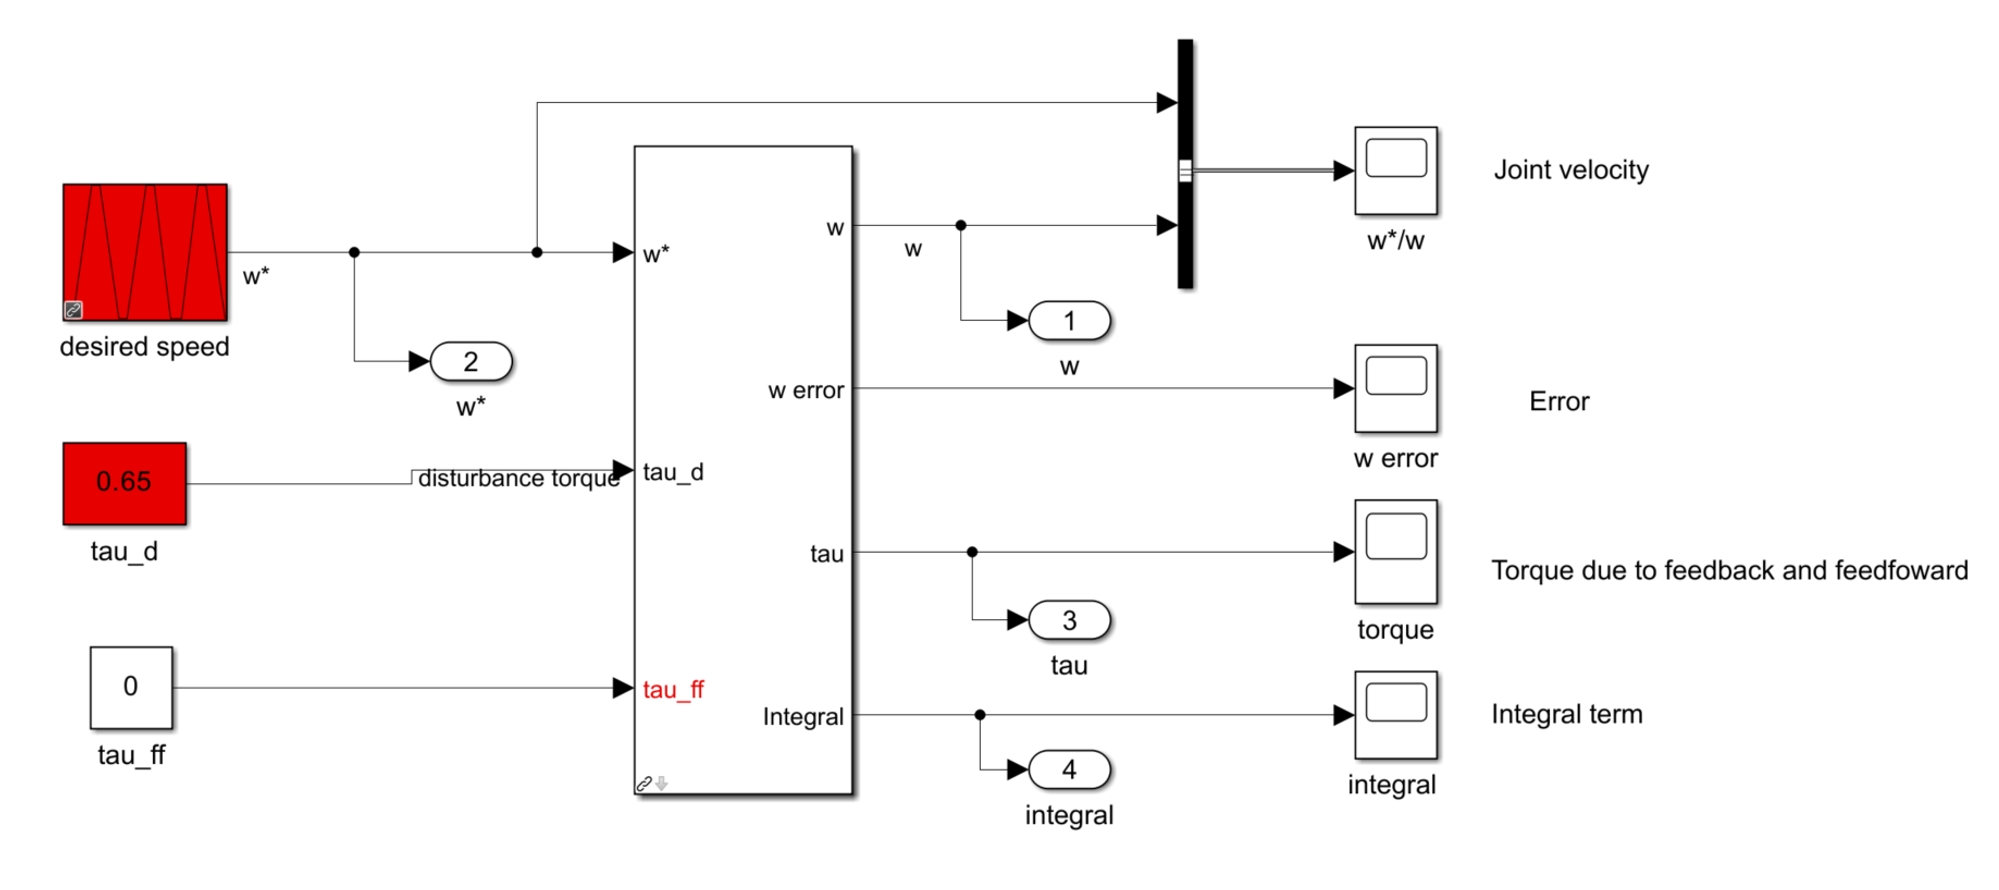 w*
desired speed
2
w*
0.65
tau_d
disturbance torque
0
tau_ff
w*
tau_d
tau_ff
w
w error
tau
Integral
w
1
w
3
tau
4
integral
w*/w
Joint velocity
w error
Error
torque
Torque due to feedback and feedfoward
integral
Integral term